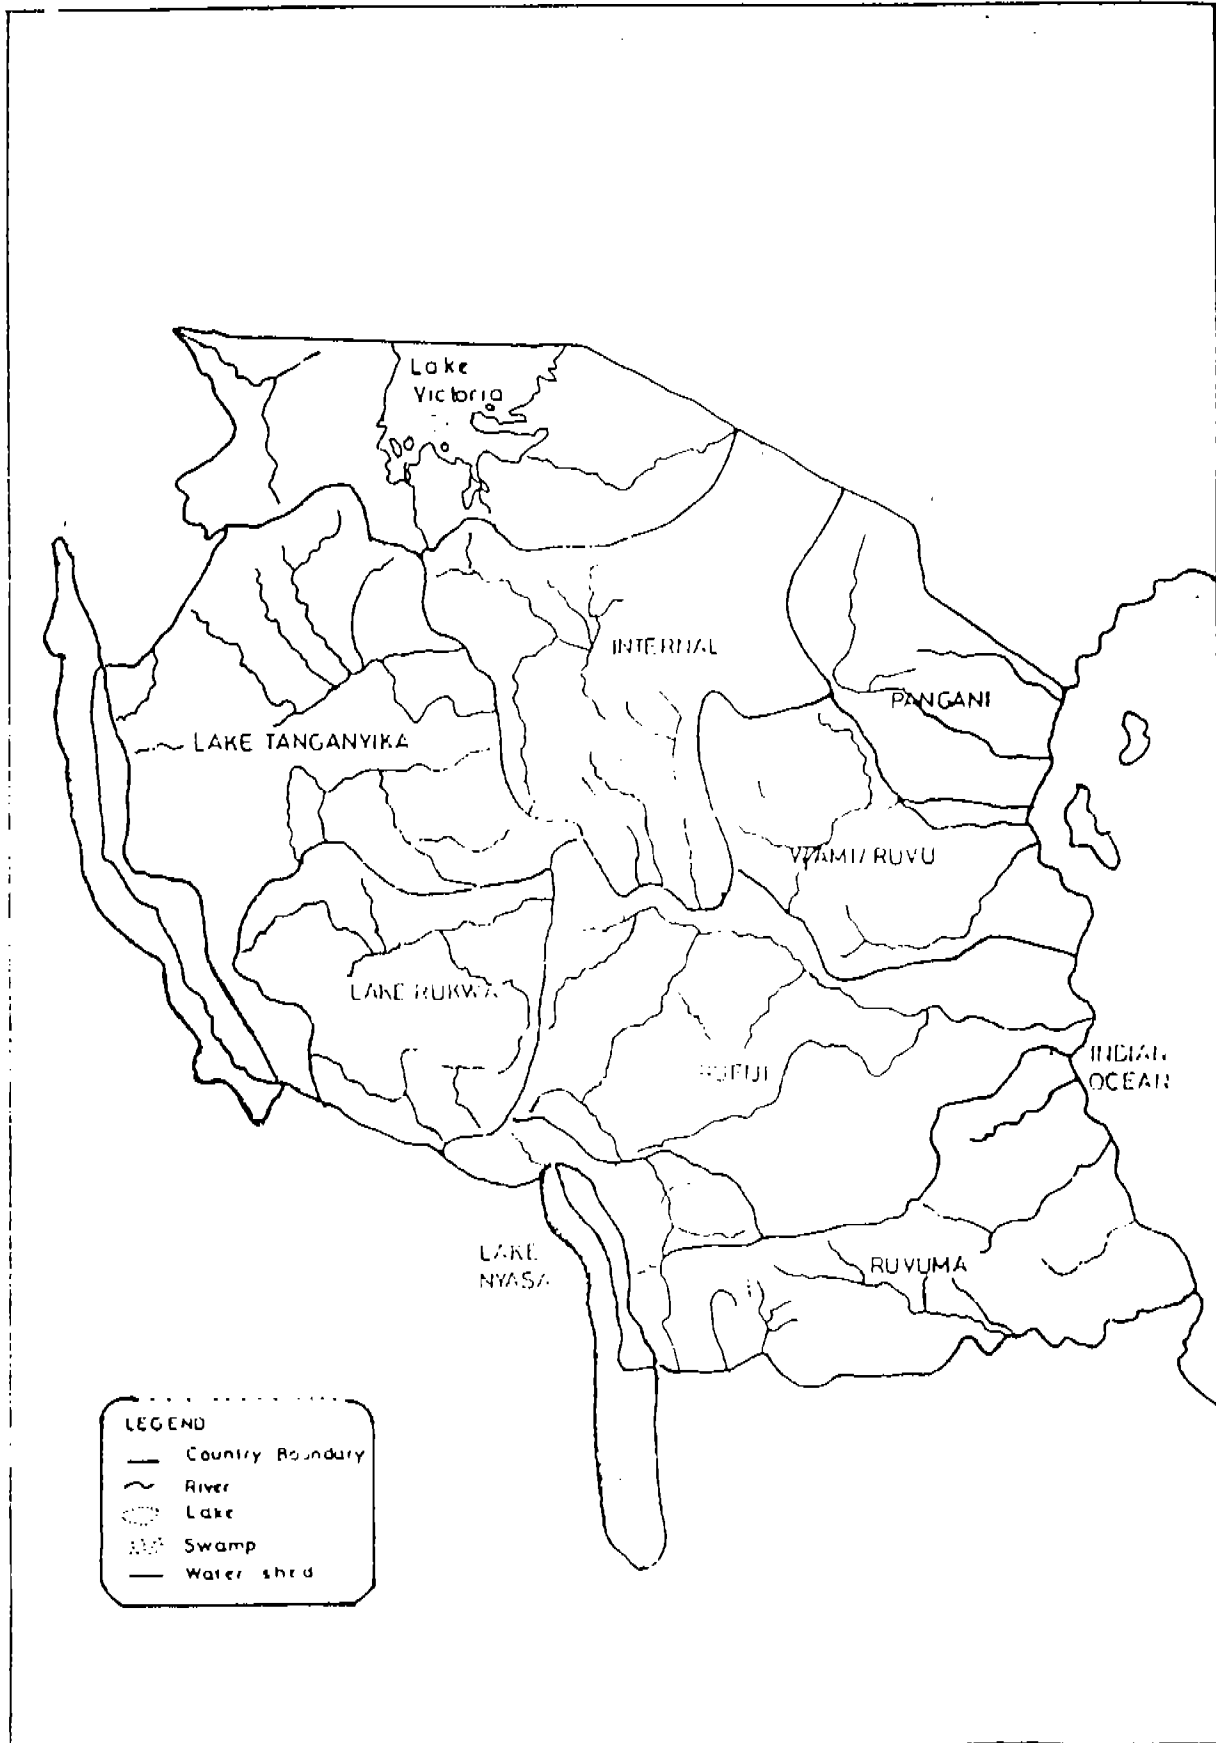 Lake
Victoria
INTERNAL
PANGANI
LAKE TANGANYIKA
WAMI/RUVU
LAKE RUKWA
RUFIJI
INDIAN
OCEAN
LAKE
NYASA
RUVUMA
LEGEND
Country Boundary
River
Lake
Swamp
Water shed